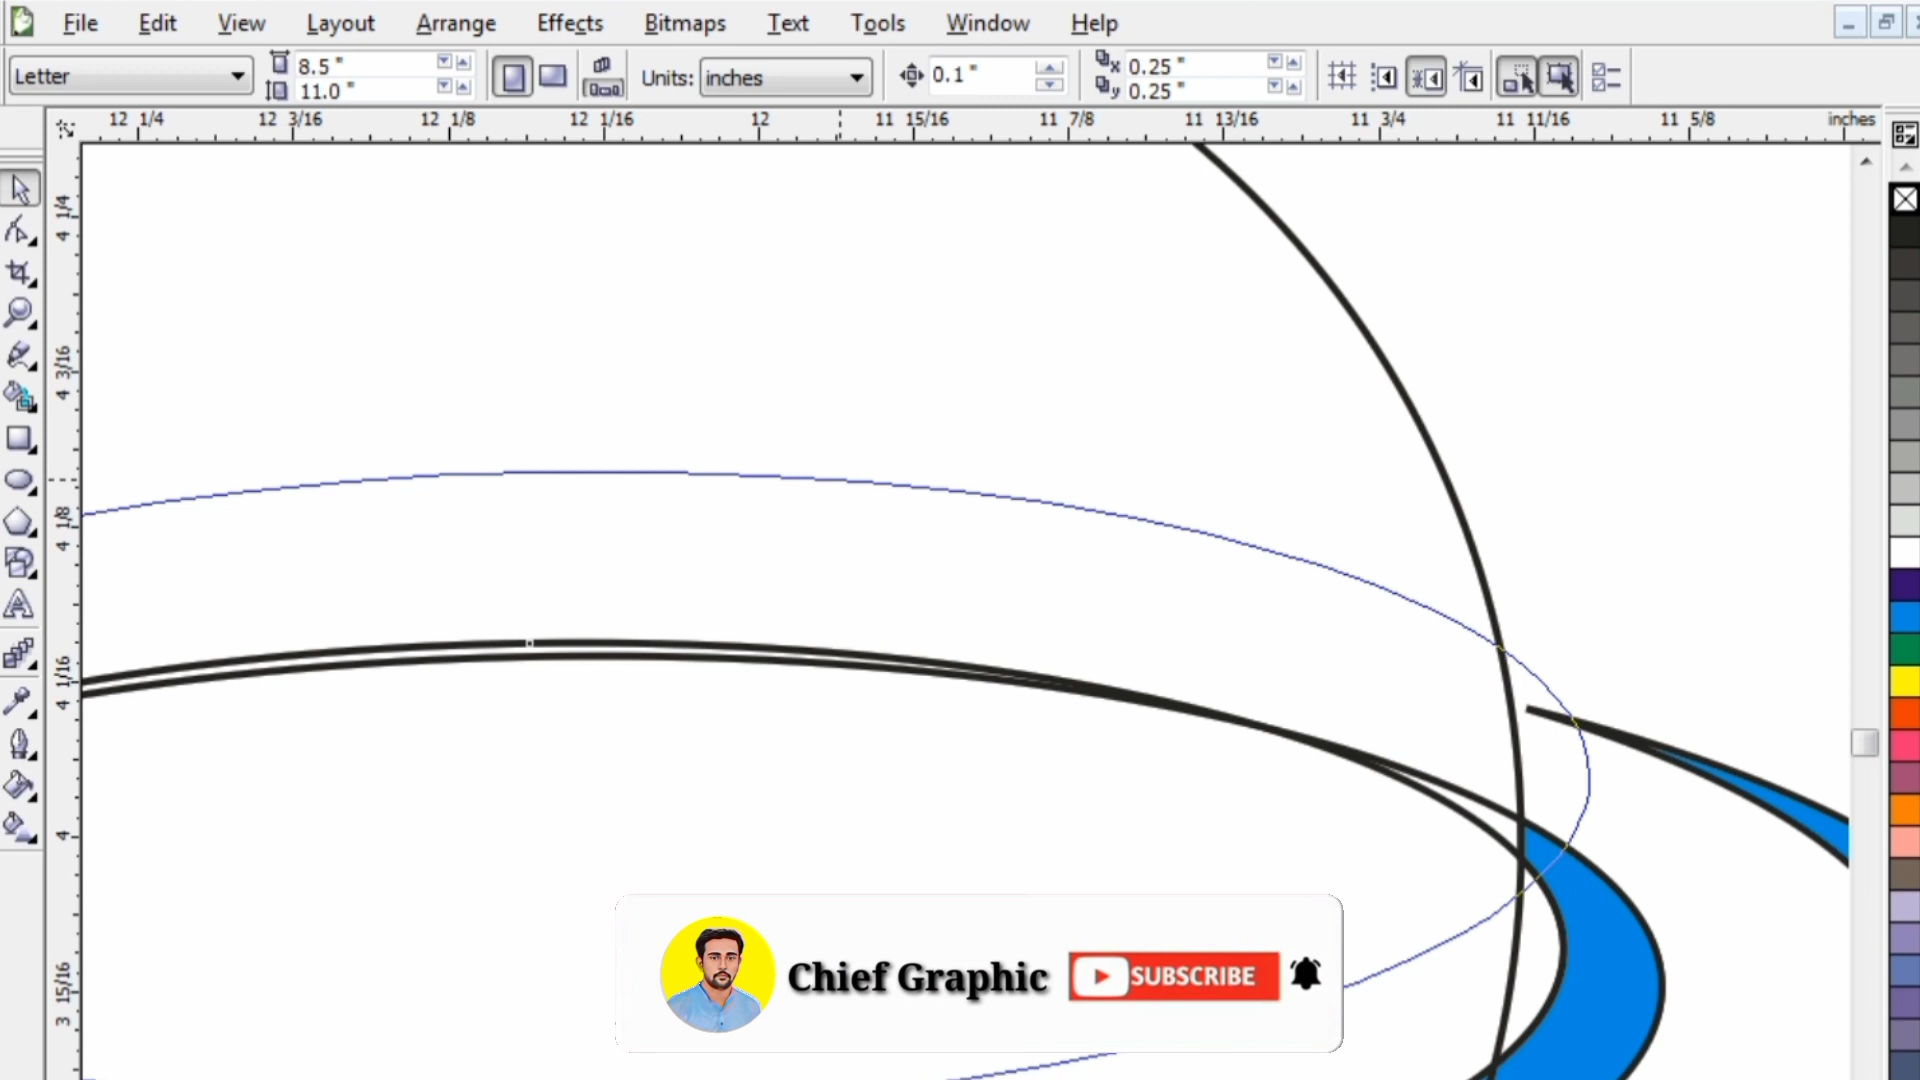 File Edit View Layout Arrange Effects Bitmaps Text Tools Window Help
Letter 8.5 " 11.0 " Units: inches 0.1 " x 0.25 " y 0.25 "
12 1/4 12 3/16 12 1/8 12 1/16 12 11 15/16 11 7/8 11 13/16 11 3/4 11 11/16 11 5/8 inches
4 1/4
4 3/16
4 1/8
4 1/16
4
3 15/16
Chief Graphic SUBSCRIBE